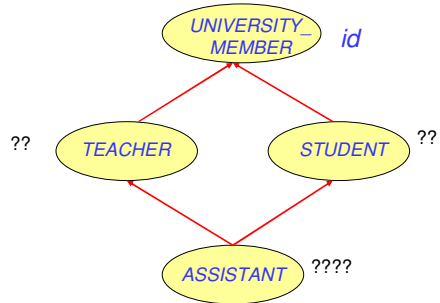 UNIVERSITY_
MEMBER
id
??
TEACHER
STUDENT
??
ASSISTANT
????